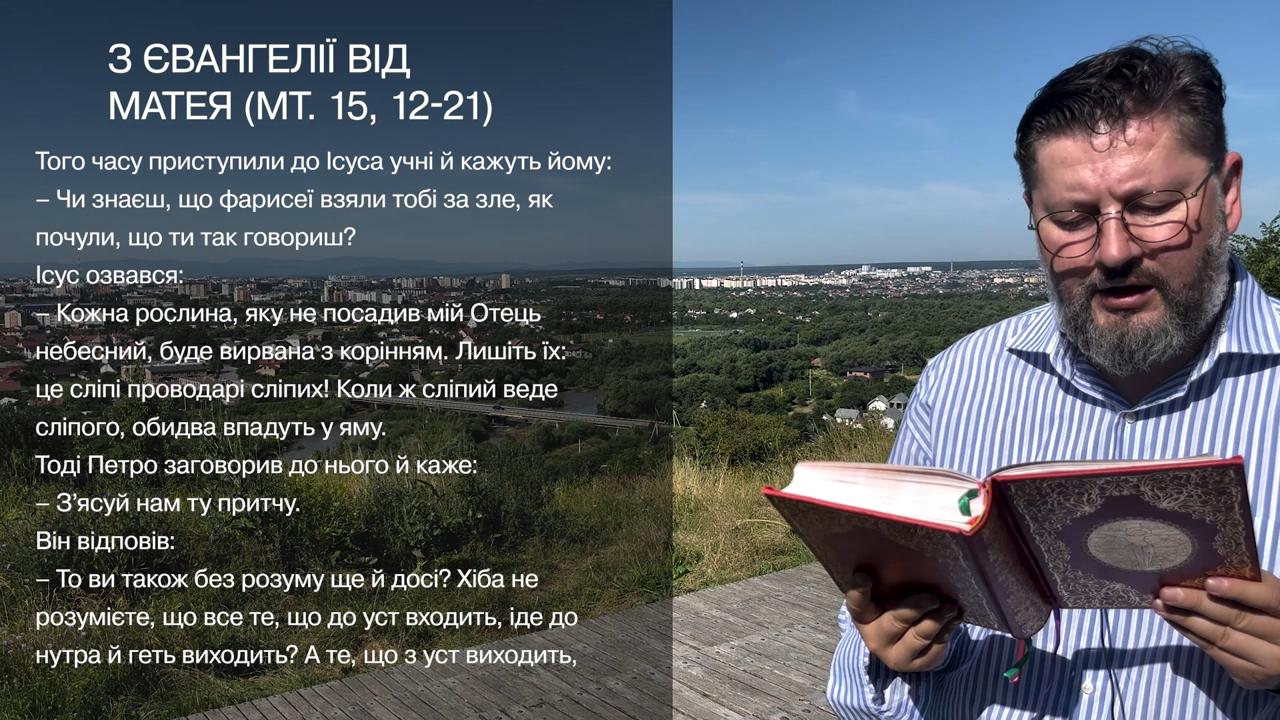 З ЄВАНГЕЛІЇ ВІД
МАТЕЯ (МТ. 15, 12-21)
Того часу приступили до Ісуса учні й кажуть йому:
– Чи знаєш, що фарисеї взяли тобі за зле, як
почули, що ти так говориш?
Ісус озвався:
– Кожна рослина, яку не посадив мій Отець
небесний, буде вирвана з корінням. Лишіть їх:
це сліпі проводарі сліпих! Коли ж сліпий веде
сліпого, обидва впадуть у яму.
Тоді Петро заговорив до нього й каже:
– З’ясуй нам ту притчу.
Він відповів:
– То ви також без розуму ще й досі? Хіба не
розумієте, що все те, що до уст входить, іде до
нутра й геть виходить? А те, що з уст виходить,